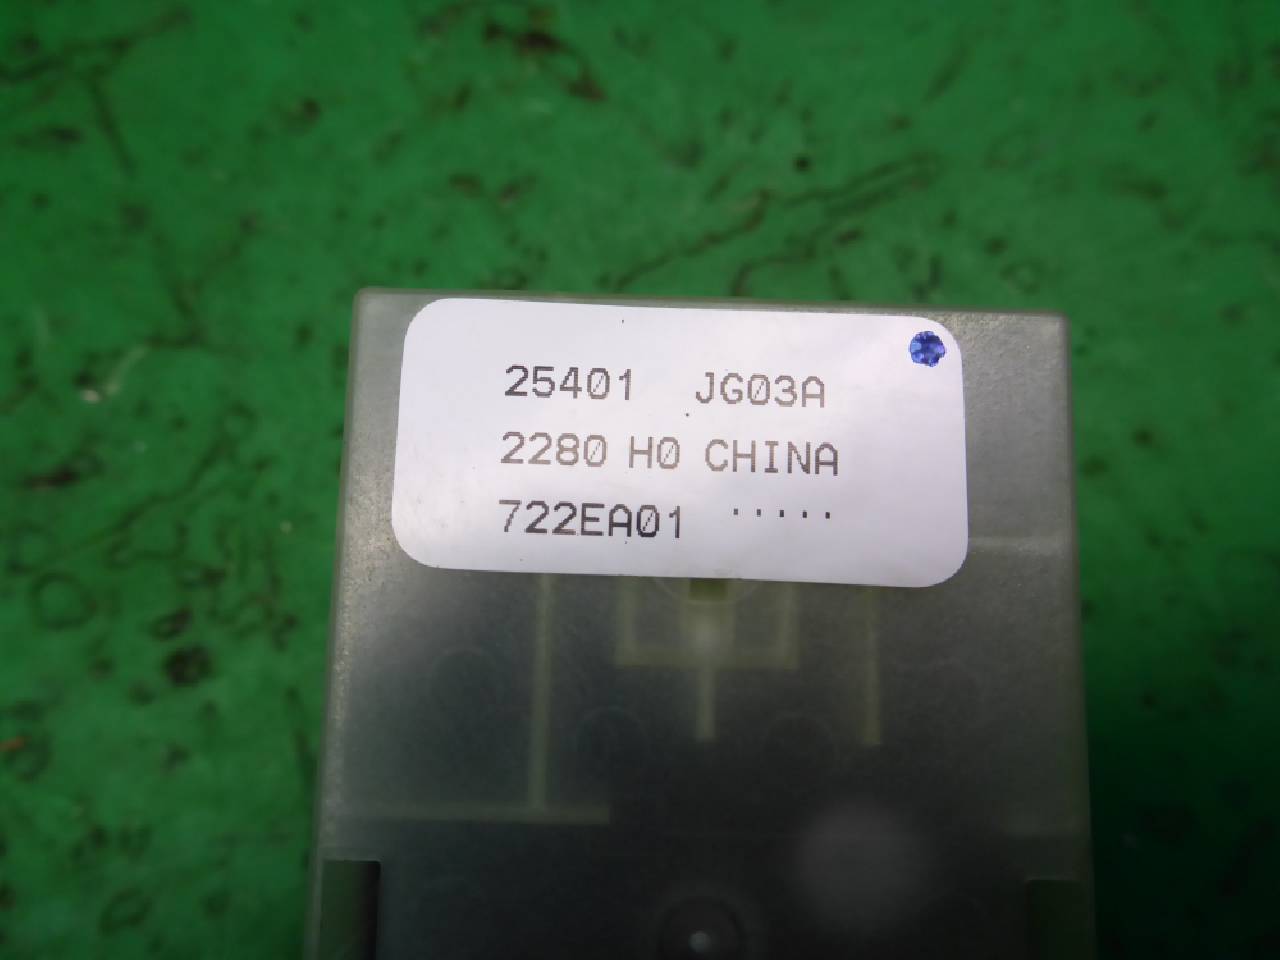 25401 JG03A
2280 H0 CHINA
722EA01 .....